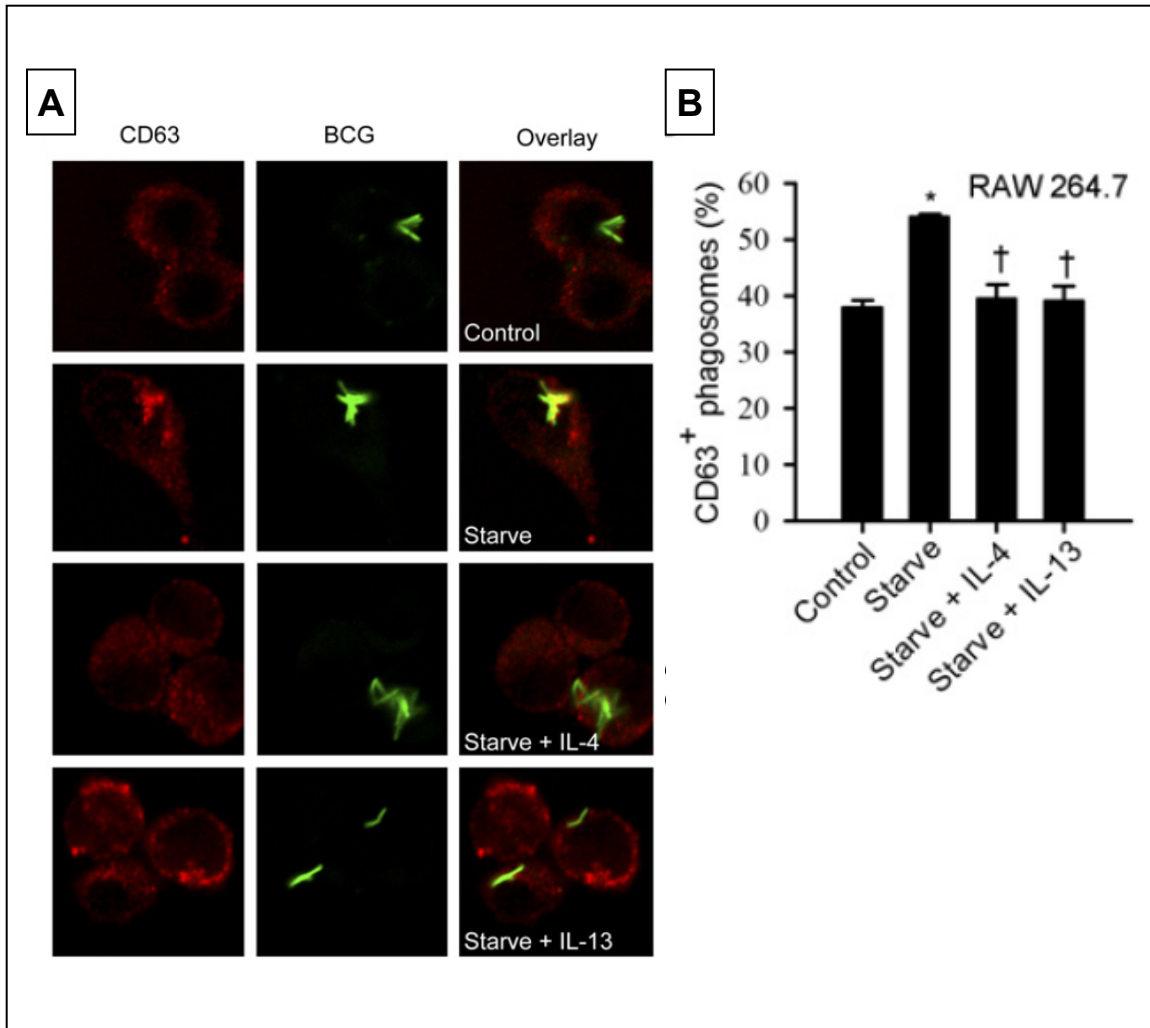 A
CD63 BCG Overlay
Control
Starve
Starve + IL-4
Starve + IL-13
B
RAW 264.7
CD63+ phagosomes (%)
60
50
40
30
20
10
0
*
†
†
Control
Starve
Starve + IL-4
Starve + IL-13